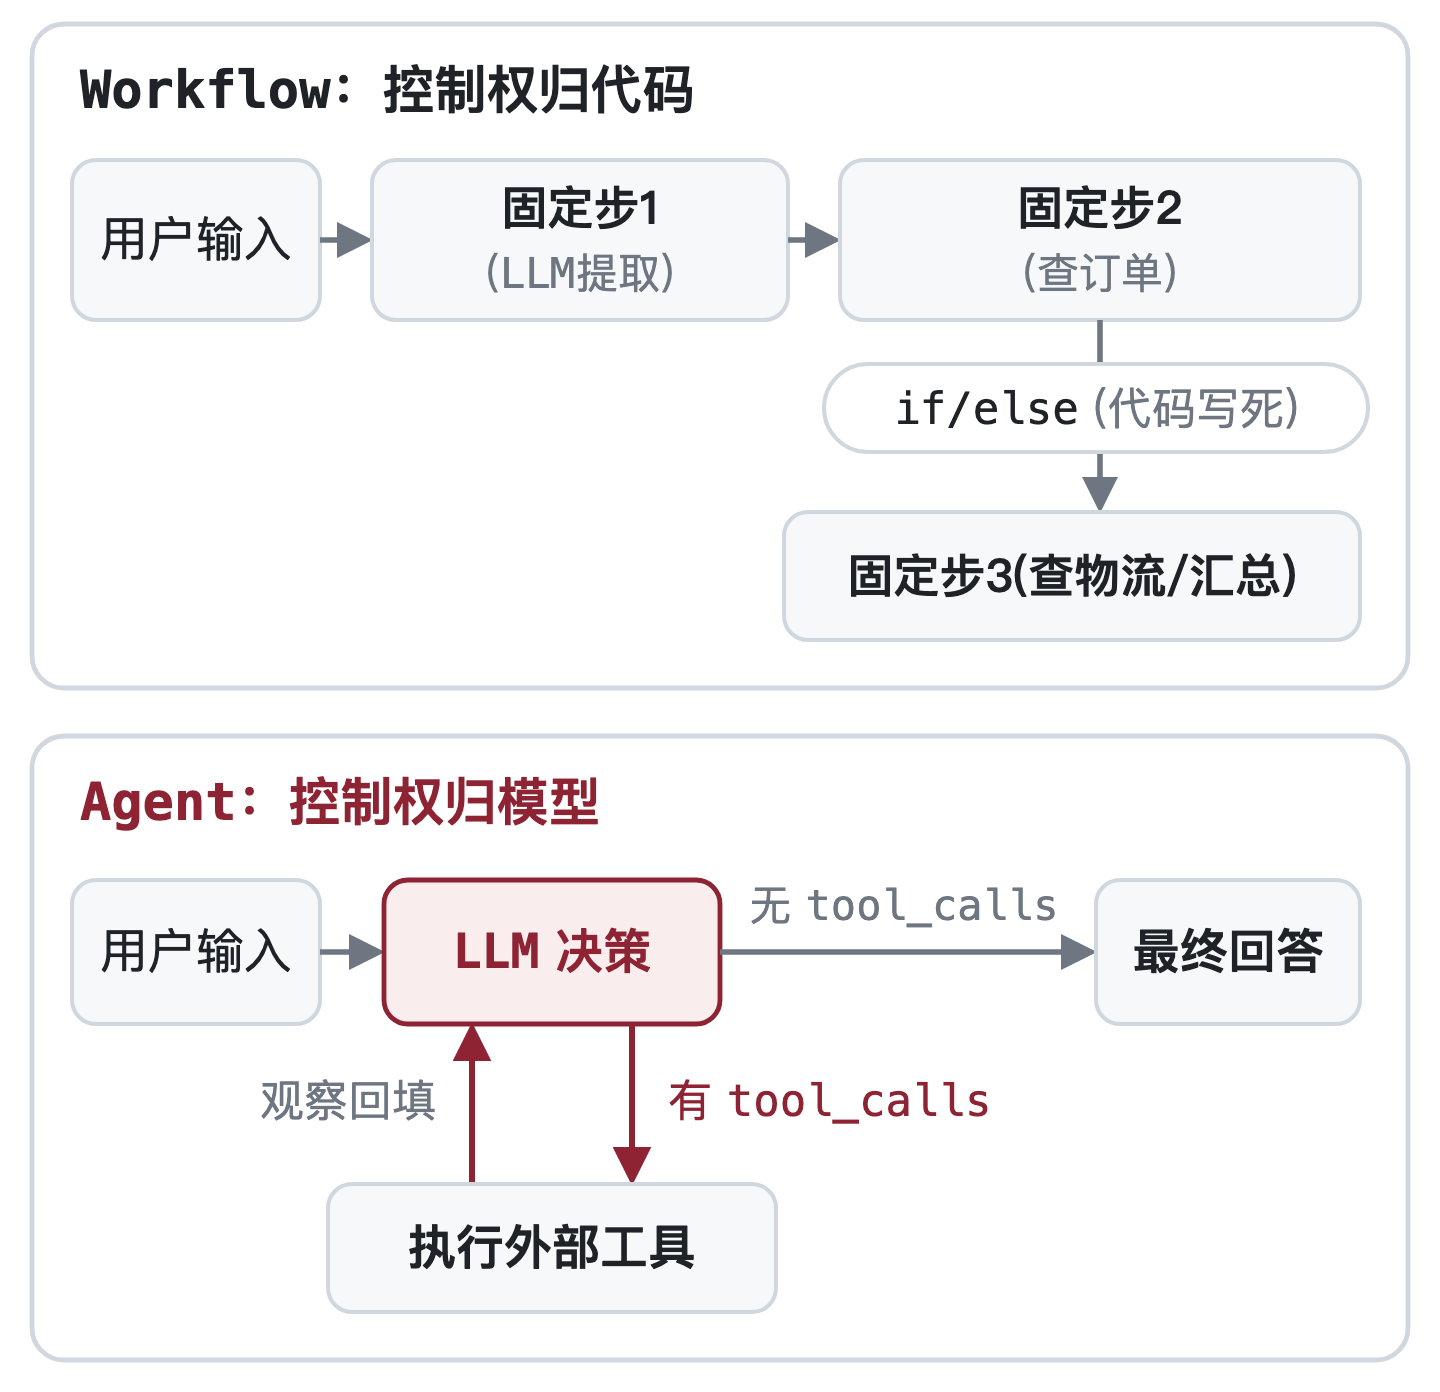 Workflow：控制权归代码
用户输入
固定步1
(LLM提取)
固定步2
(查订单)
if/else (代码写死)
固定步3(查物流/汇总)
Agent：控制权归模型
用户输入
LLM 决策
无 tool_calls
最终回答
观察回填
有 tool_calls
执行外部工具